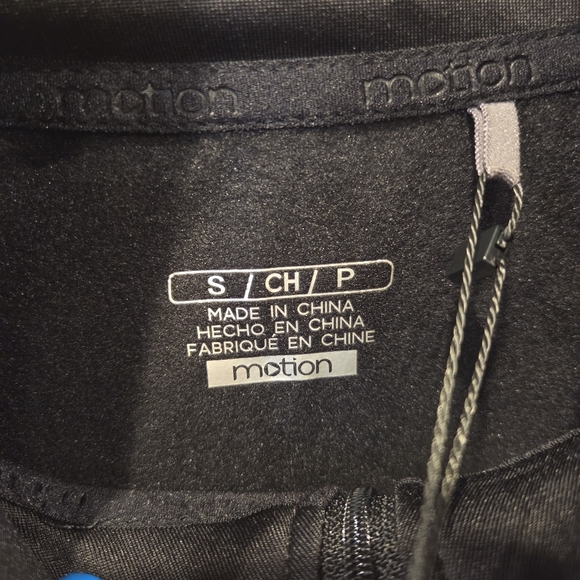 motion motion
S / CH / P
MADE IN CHINA
HECHO EN CHINA
FABRIQUÉ EN CHINE
motion